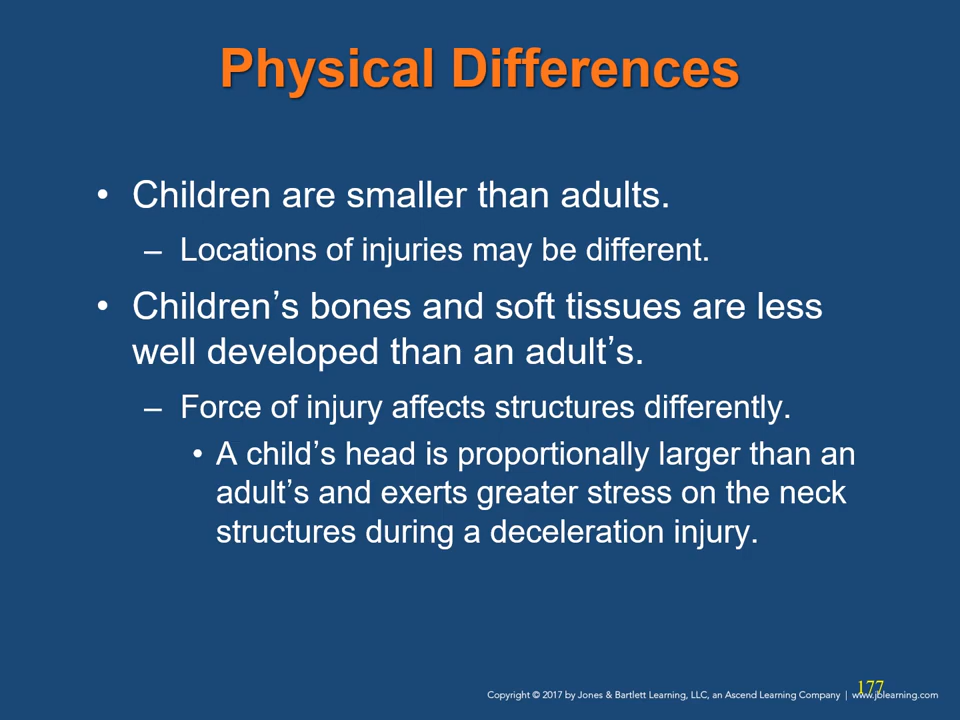 Physical Differences
• Children are smaller than adults.
– Locations of injuries may be different.
• Children’s bones and soft tissues are less
well developed than an adult’s.
– Force of injury affects structures differently.
• A child’s head is proportionally larger than an
adult’s and exerts greater stress on the neck
structures during a deceleration injury.
177
Copyright © 2017 by Jones & Bartlett Learning, LLC, an Ascend Learning Company | www.jblearning.com